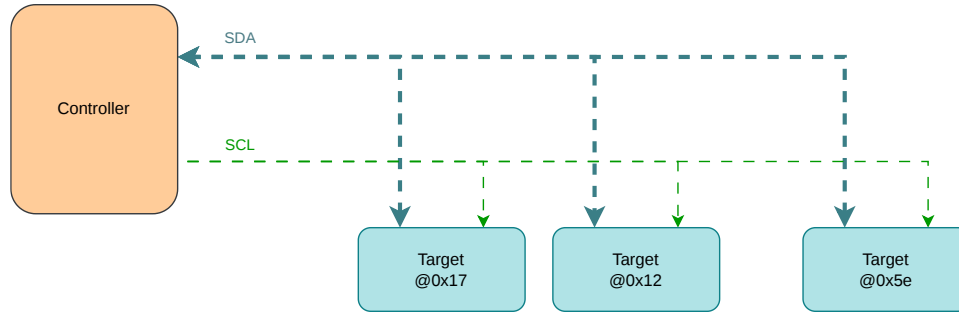 SDA
Controller
SCL
Target
@0x17
Target
@0x12
Target
@0x5e